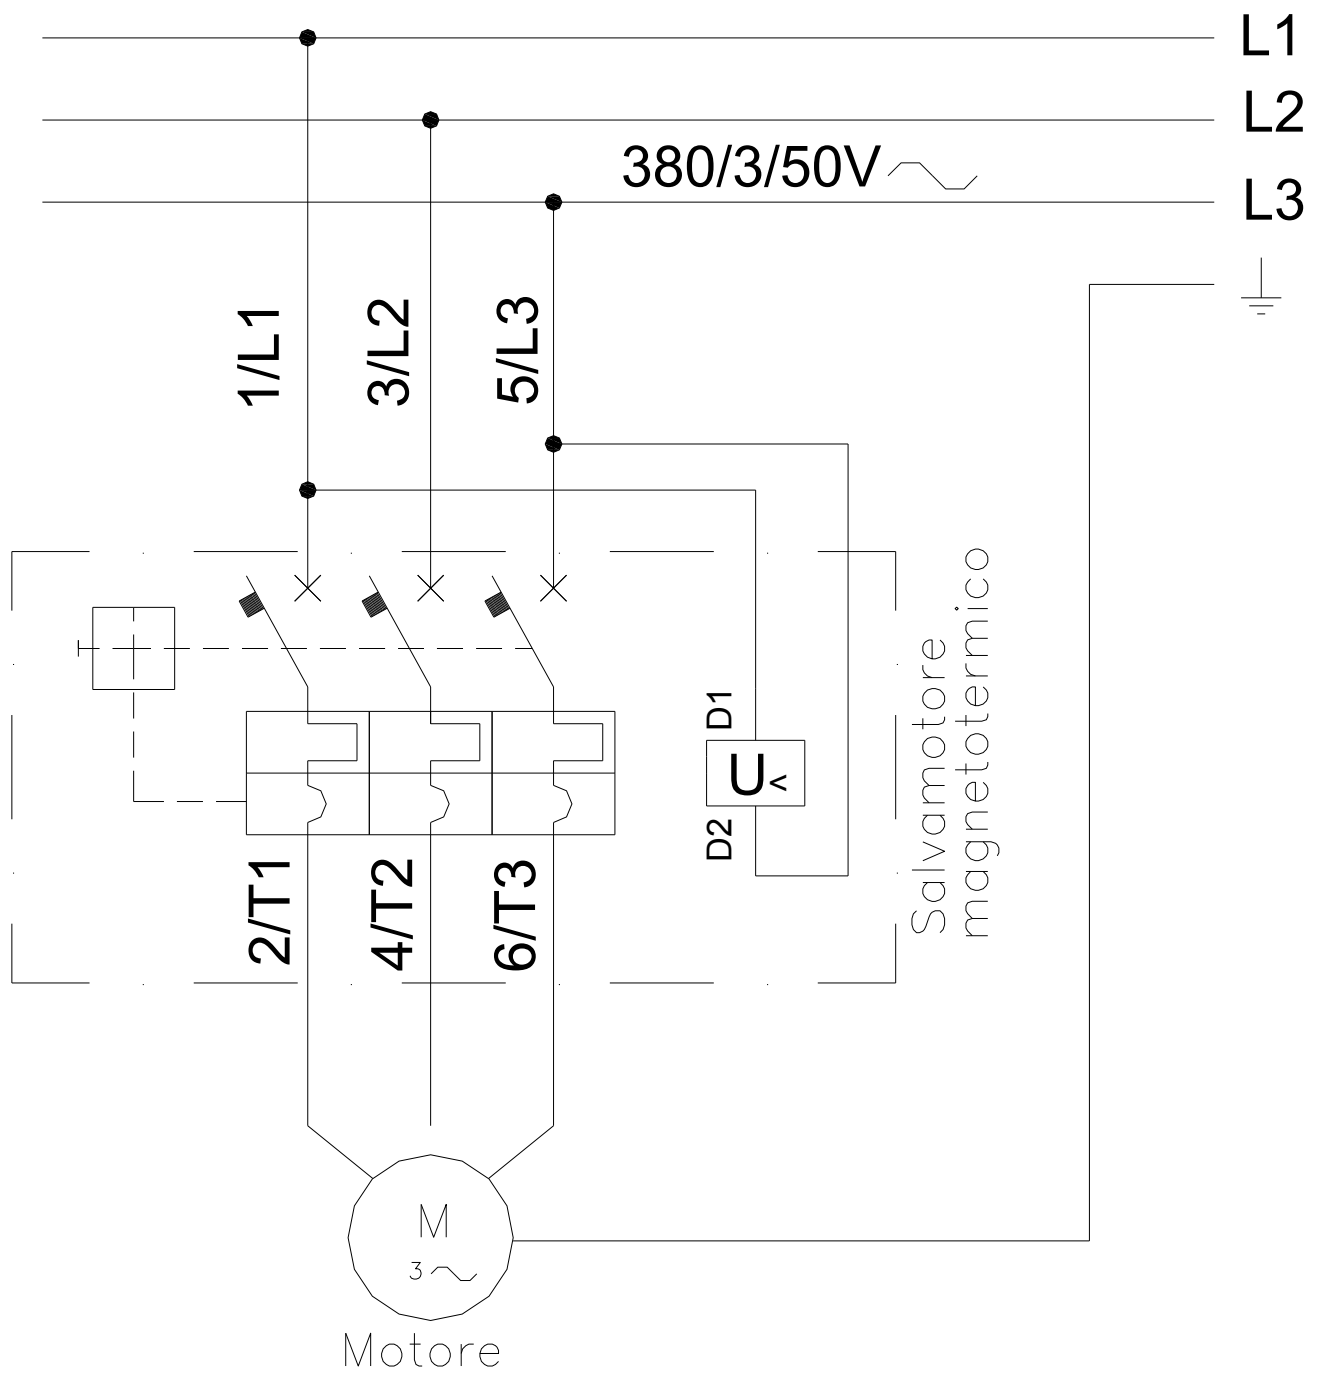 L1
L2
380/3/50V
L3
1/L1
3/L2
5/L3
Salvamotore
magnetotermico
D1
U<
D2
2/T1
4/T2
6/T3
M
3
Motore